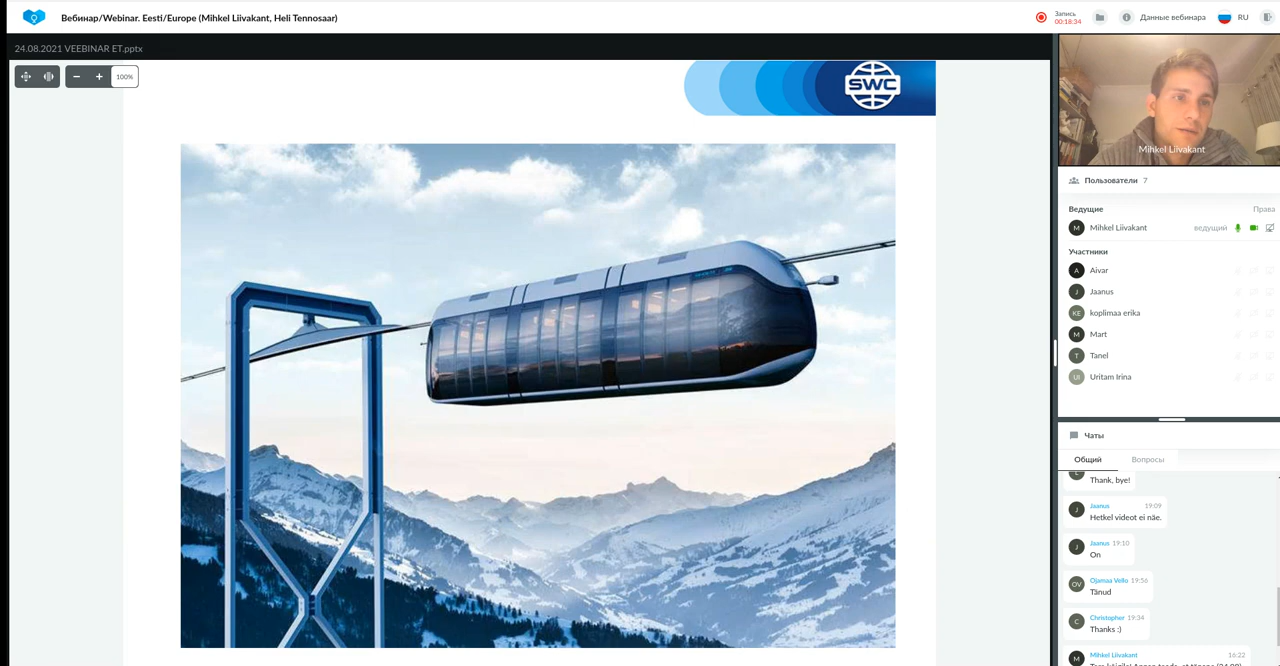 Вебинар/Webinar. Eesti/Europe (Mihkel Liivakant, Heli Tennosaar)
Запись
00:18:34
Данные вебинара
RU
24.08.2021 VEEBINAR ET.pptx
100%
SWC
Mihkel Liivakant
Пользователи 7
Ведущие
Права
M Mihkel Liivakant ведущий
Участники
A Aivar
J Jaanus
KE koplimaa erika
M Mart
T Tanel
UI Uritam Irina
Чаты
Общий Вопросы
Thank, bye!
J Jaanus 19:09
Hetkel videot ei näe.
J Jaanus 19:10
On
OV Ojamaa Vello 19:56
Tänud
C Christopher 19:34
Thanks :)
M Mihkel Liivakant 16:22